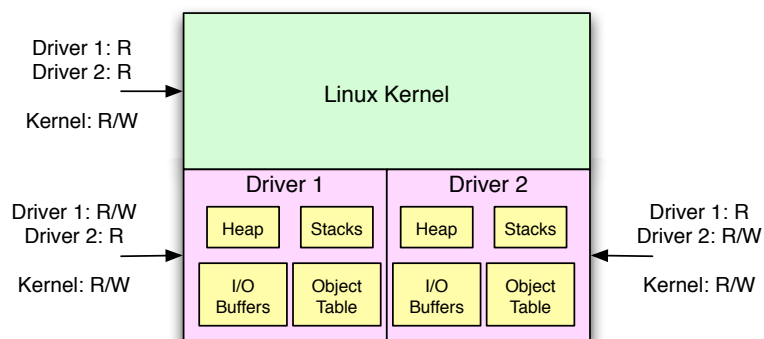 Driver 1: R
Driver 2: R
Kernel: R/W
Linux Kernel
Driver 1
Driver 2
Driver 1: R/W
Driver 2: R
Kernel: R/W
Heap
Stacks
Heap
Stacks
I/O
Buffers
Object
Table
I/O
Buffers
Object
Table
Driver 1: R
Driver 2: R/W
Kernel: R/W